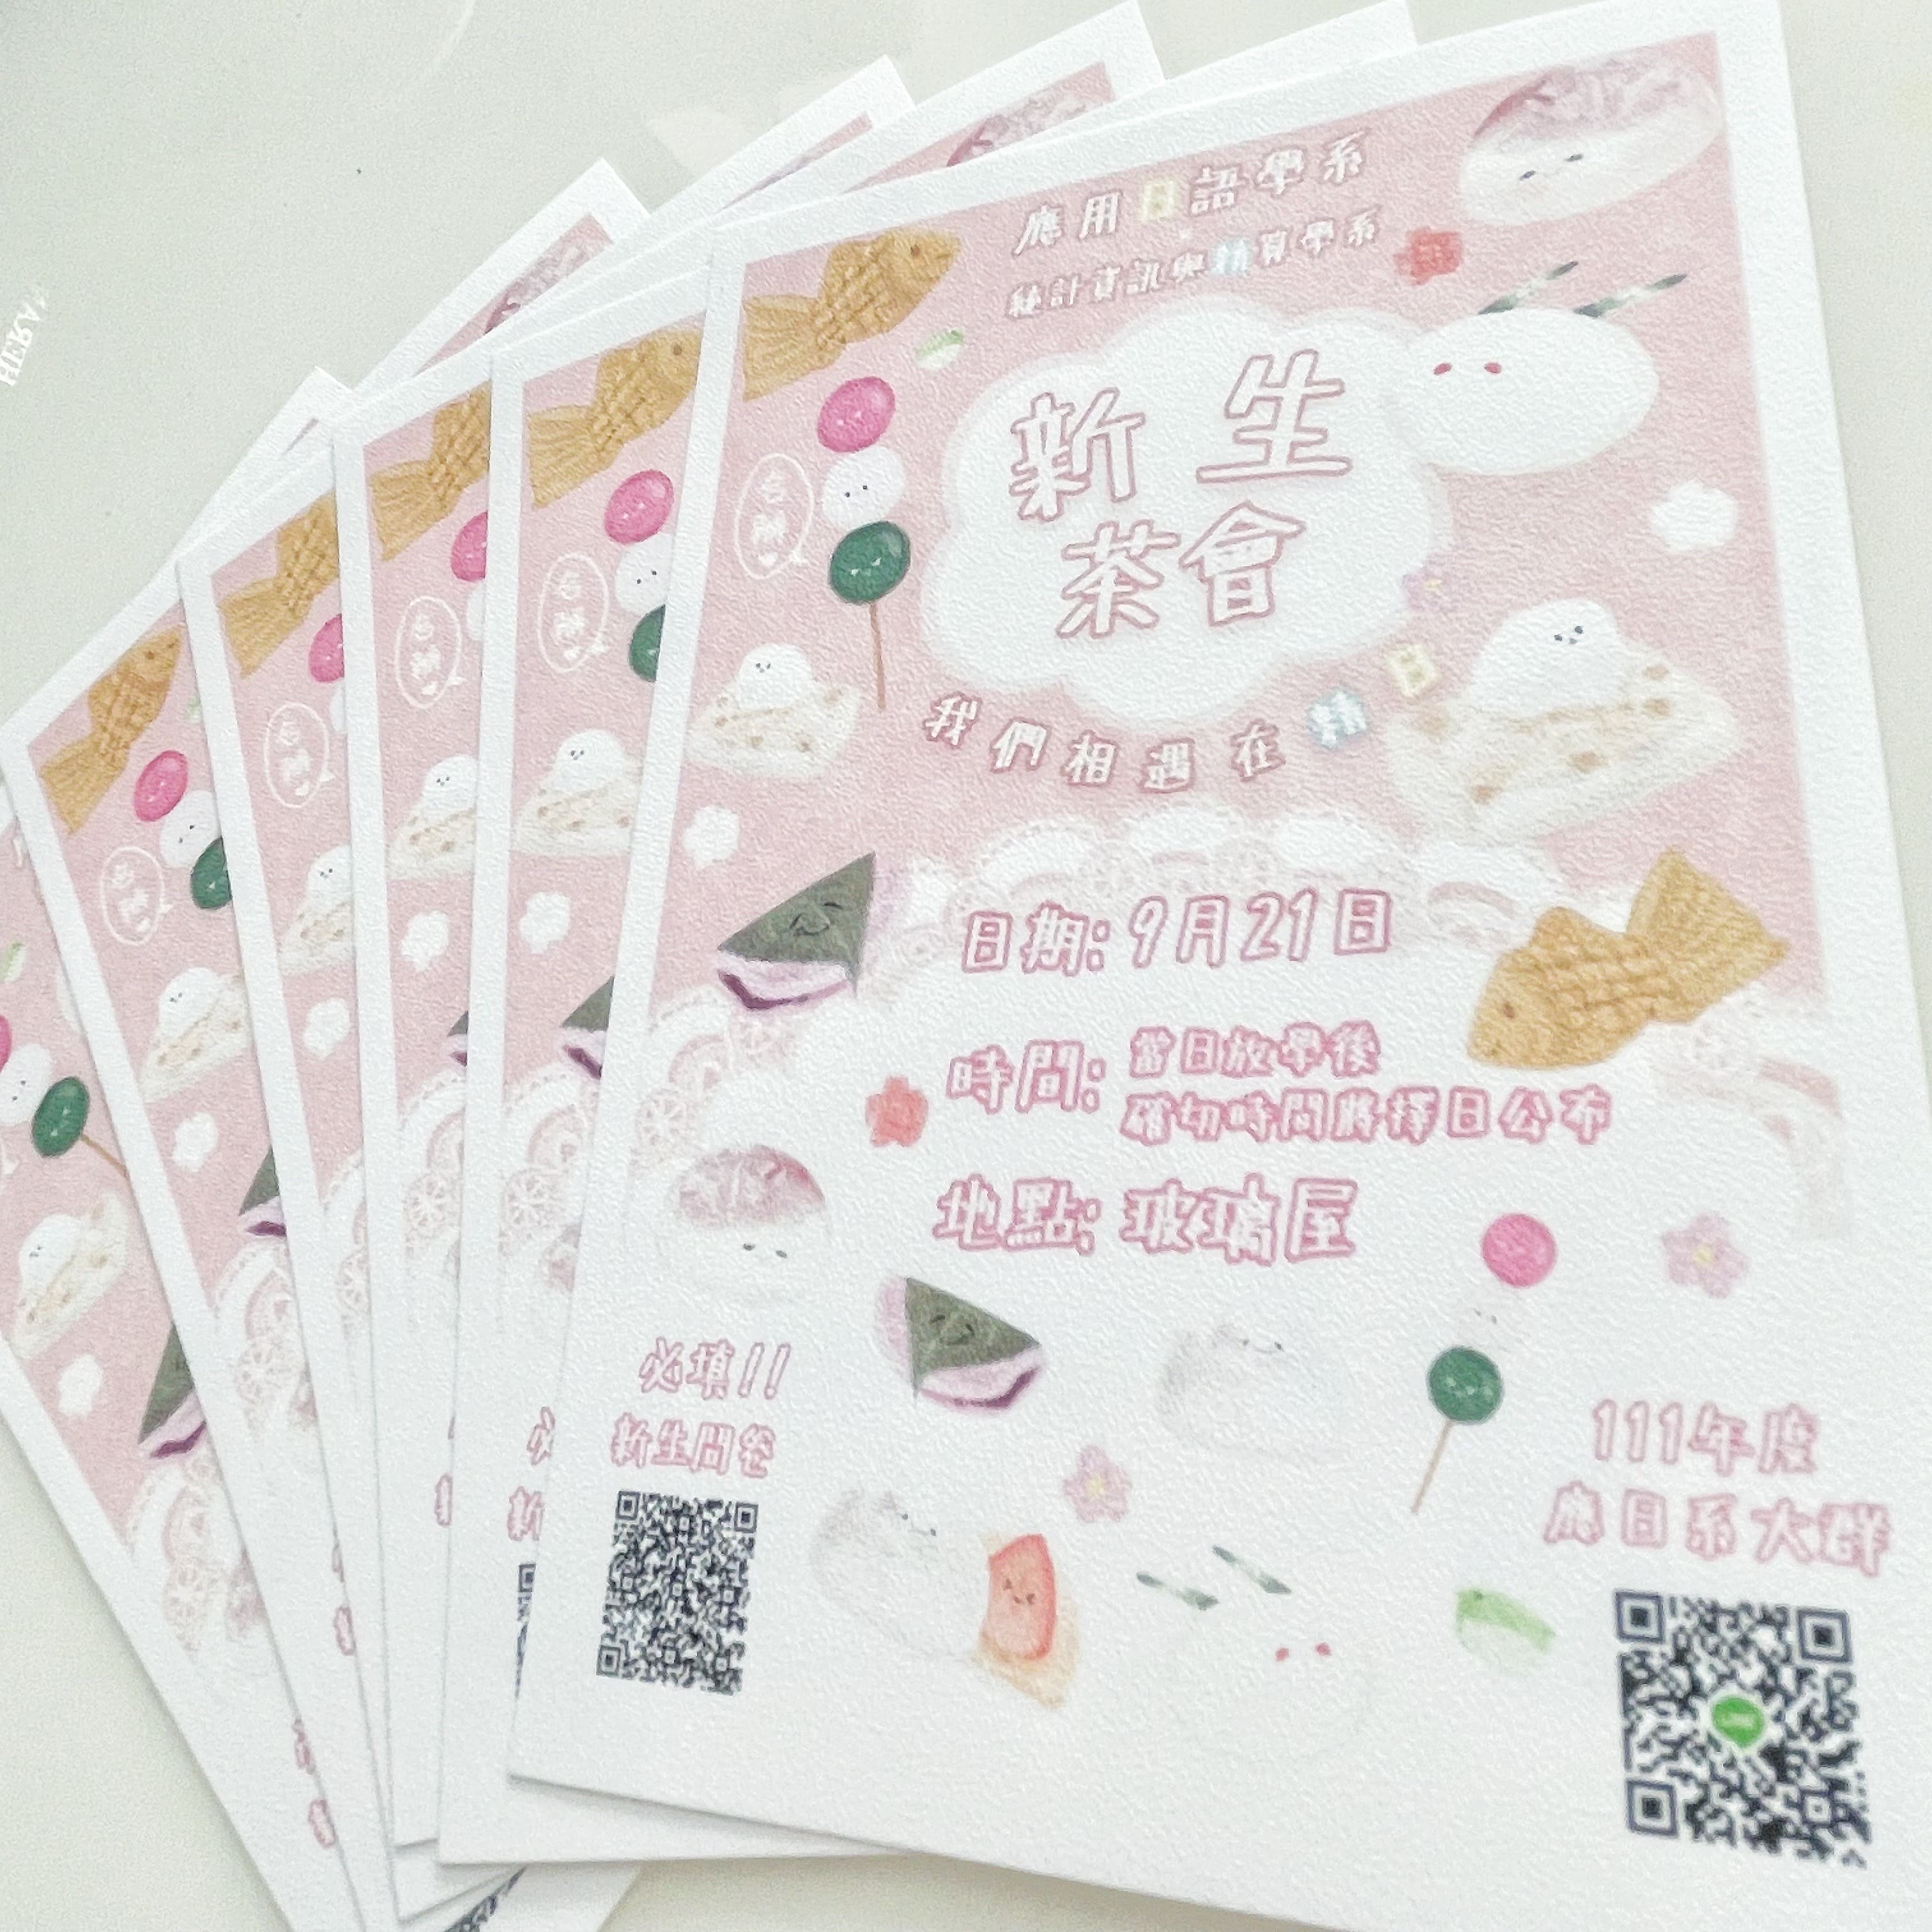 應用日語學系
統計資訊與精算學系
新生
茶會
我們相遇在精日
日期:9月21日
時間:當日放學後
確切時間將擇日公布
地點:玻璃屋
必填!!
新生問卷
111年度
應日系大群